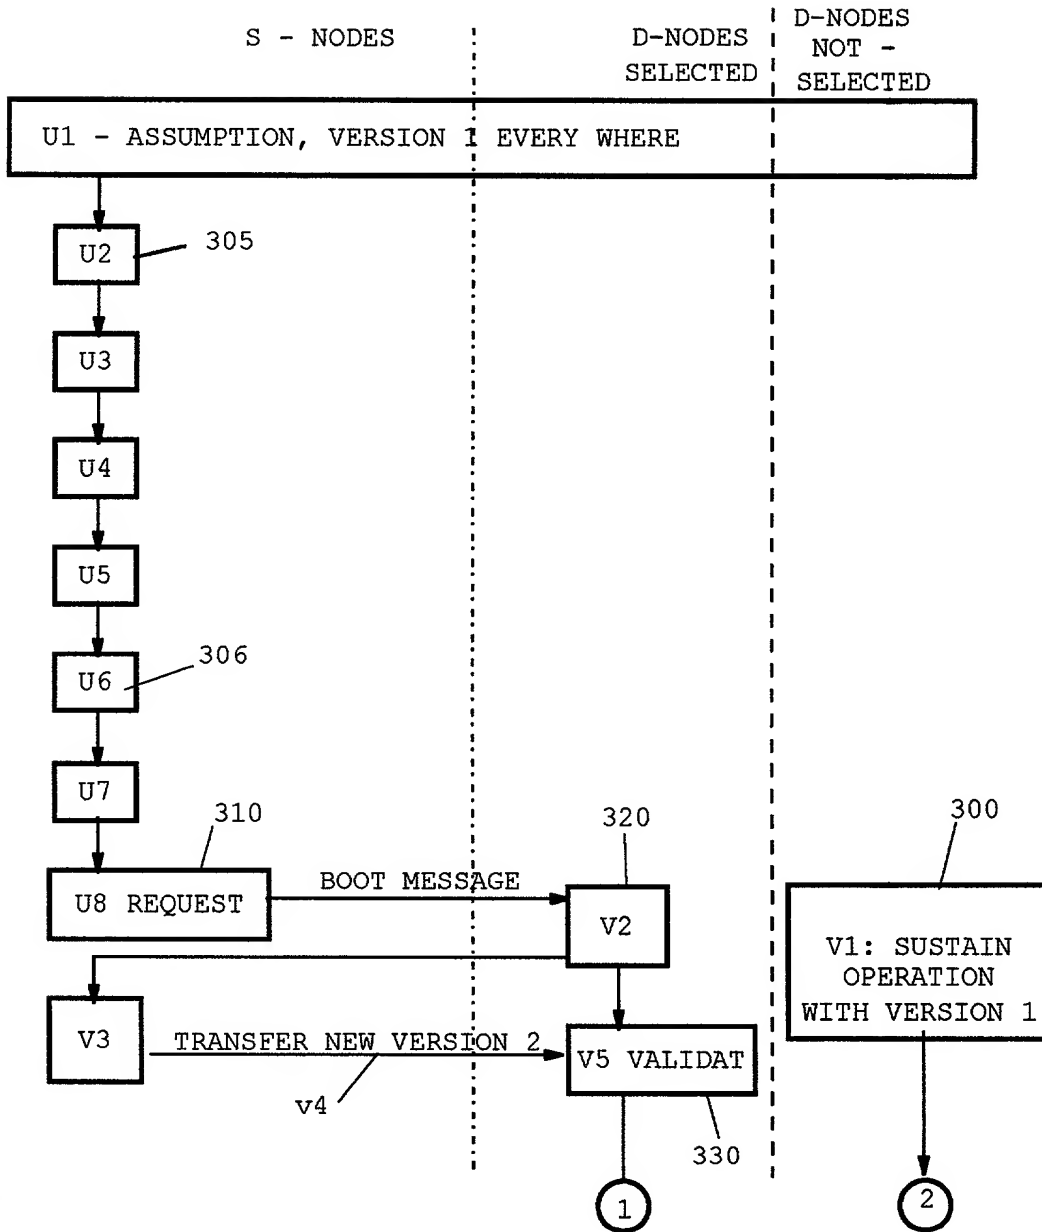 S - NODES
D-NODES
SELECTED
D-NODES
NOT -
SELECTED
U1 - ASSUMPTION, VERSION 1 EVERY WHERE
U2
305
U3
U4
U5
U6
306
U7
310
U8 REQUEST
BOOT MESSAGE
320
V2
300
V1: SUSTAIN
OPERATION
WITH VERSION 1
V3
TRANSFER NEW VERSION 2
v4
V5 VALIDAT
330
1
2